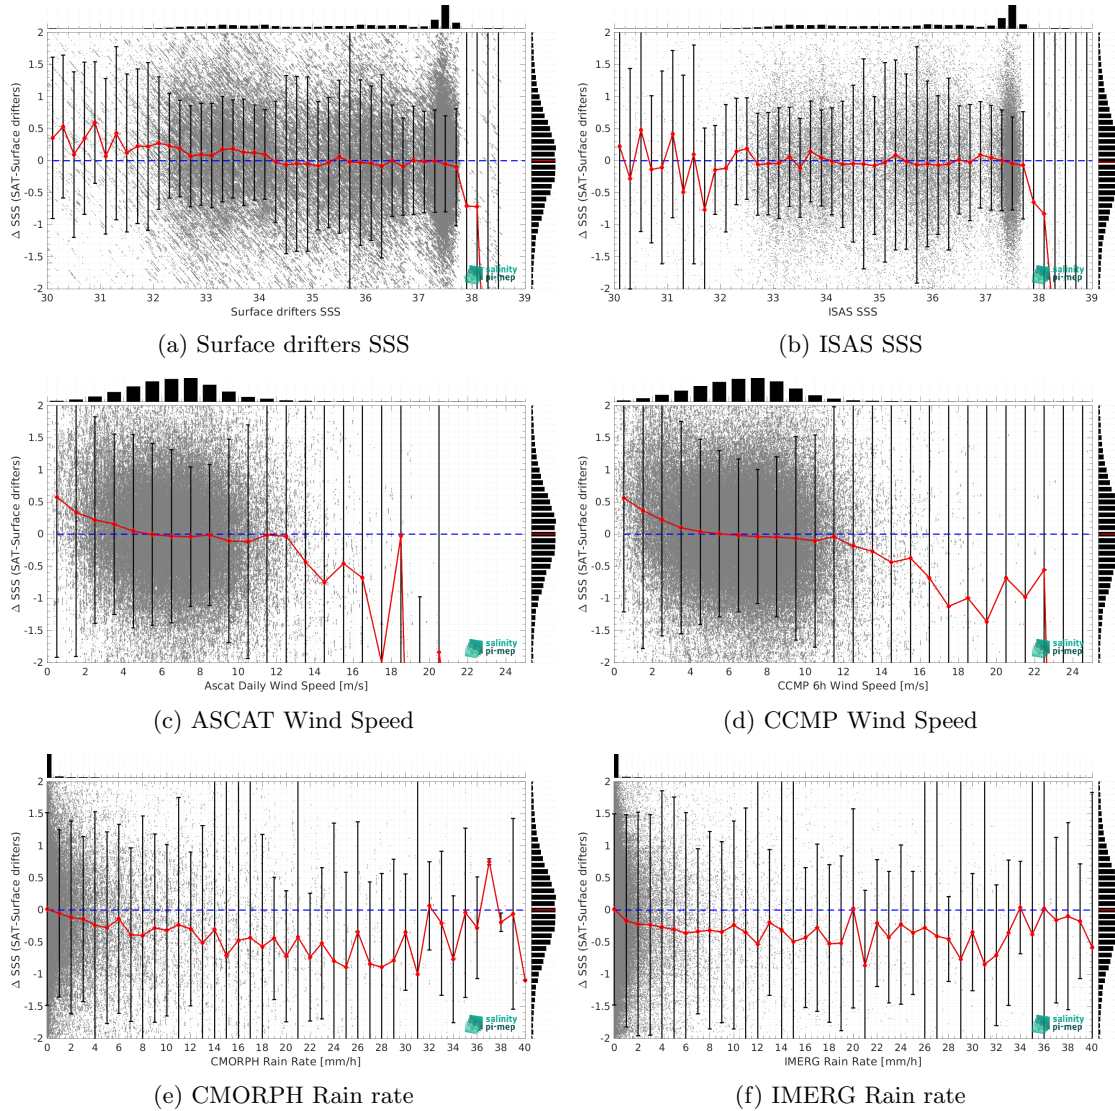 2
1.5
1
0.5
0
-0.5
-1
-1.5
-2
Δ SSS (SAT-Surface drifters)
30 31 32 33 34 35 36 37 38 39
Surface drifters SSS
salinity
pi-mep
(a) Surface drifters SSS
2
1.5
1
0.5
0
-0.5
-1
-1.5
-2
Δ SSS (SAT-Surface drifters)
30 31 32 33 34 35 36 37 38 39
ISAS SSS
salinity
pi-mep
(b) ISAS SSS
2
1.5
1
0.5
0
-0.5
-1
-1.5
-2
Δ SSS (SAT-Surface drifters)
0 2 4 6 8 10 12 14 16 18 20 22 24
Ascat Daily Wind Speed [m/s]
salinity
pi-mep
(c) ASCAT Wind Speed
2
1.5
1
0.5
0
-0.5
-1
-1.5
-2
Δ SSS (SAT-Surface drifters)
0 2 4 6 8 10 12 14 16 18 20 22 24
CCMP 6h Wind Speed [m/s]
salinity
pi-mep
(d) CCMP Wind Speed
2
1.5
1
0.5
0
-0.5
-1
-1.5
-2
Δ SSS (SAT-Surface drifters)
0 2 4 6 8 10 12 14 16 18 20 22 24 26 28 30 32 34 36 38 40
CMORPH Rain Rate [mm/h]
salinity
pi-mep
(e) CMORPH Rain rate
2
1.5
1
0.5
0
-0.5
-1
-1.5
-2
Δ SSS (SAT-Surface drifters)
0 2 4 6 8 10 12 14 16 18 20 22 24 26 28 30 32 34 36 38 40
IMERG Rain Rate [mm/h]
salinity
pi-mep
(f) IMERG Rain rate